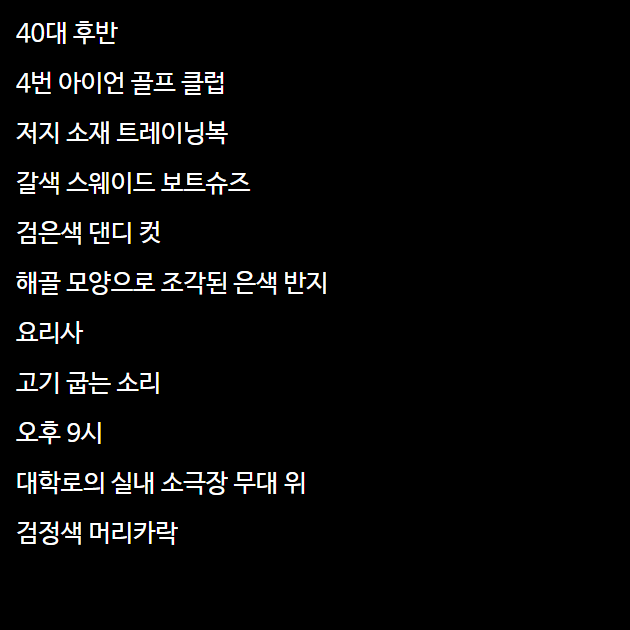 40대 후반
4번 아이언 골프 클럽
저지 소재 트레이닝복
갈색 스웨이드 보트슈즈
검은색 댄디 컷
해골 모양으로 조각된 은색 반지
요리사
고기 굽는 소리
오후 9시
대학로의 실내 소극장 무대 위
검정색 머리카락